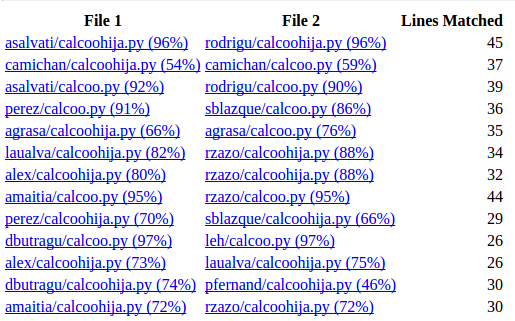 File 1 File 2 Lines Matched
asalvati/calcoohija.py (96%) rodrigu/calcoohija.py (96%) 45
camichan/calcoohija.py (54%) camichan/calcoo.py (59%) 37
asalvati/calcoo.py (92%) rodrigu/calcoo.py (90%) 39
perez/calcoo.py (91%) sblazque/calcoo.py (86%) 36
agrasa/calcoohija.py (66%) agrasa/calcoo.py (76%) 35
laualva/calcoohija.py (82%) rzazo/calcoohija.py (88%) 34
alex/calcoohija.py (80%) rzazo/calcoohija.py (88%) 32
amaitia/calcoo.py (95%) rzazo/calcoo.py (95%) 44
perez/calcoohija.py (70%) sblazque/calcoohija.py (66%) 29
dbutragu/calcoo.py (97%) leh/calcoo.py (97%) 26
alex/calcoohija.py (73%) laualva/calcoohija.py (75%) 26
dbutragu/calcoohija.py (74%) pfernand/calcoohija.py (46%) 30
amaitia/calcoohija.py (72%) rzazo/calcoohija.py (72%) 30